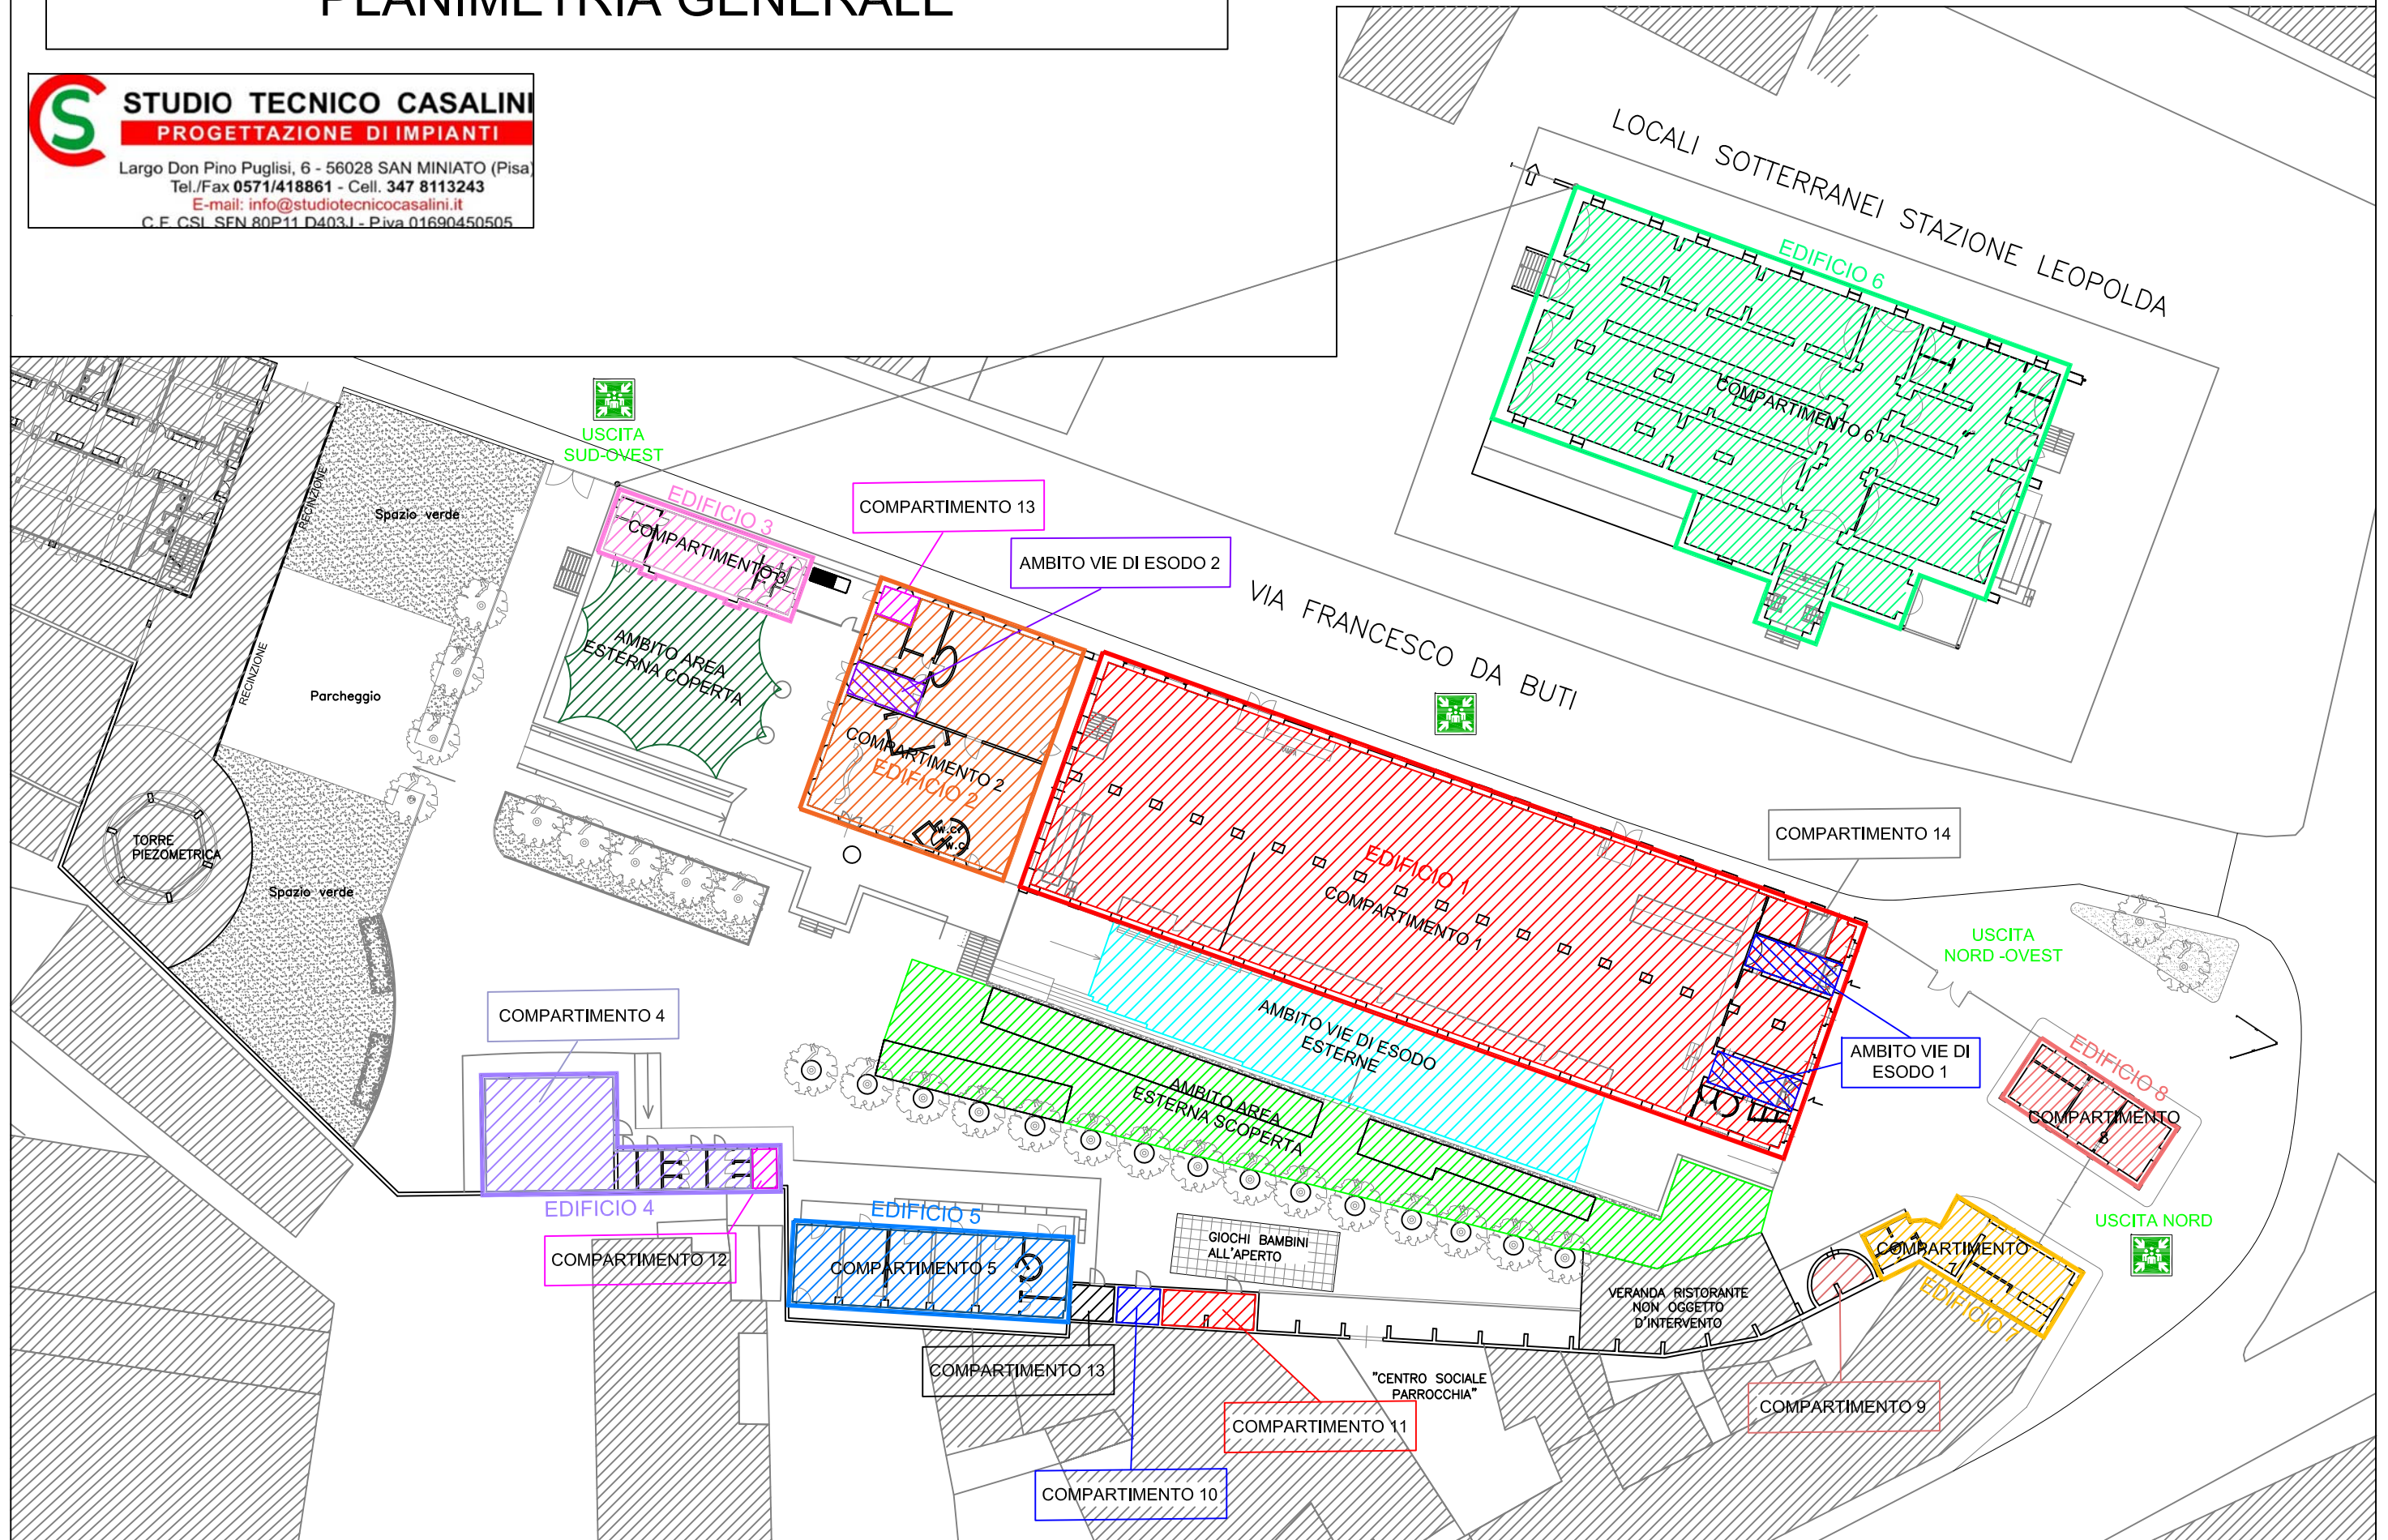 PLANIMETRIA GENERALE
STUDIO TECNICO CASALINI
PROGETTAZIONE DI IMPIANTI
Largo Don Pino Puglisi, 6 - 56028 SAN MINIATO (Pisa)
Tel./Fax 0571/418861 - Cell. 347 8113243
E-mail: info@studiotecnicocasalini.it
C.F. CSL SFN 80P11 D403J - P.iva 01690450505
LOCALI SOTTERRANEI STAZIONE LEOPOLDA
EDIFICIO 6
COMPARTIMENTO 6
USCITA
SUD-OVEST
RECINZIONE
Spazio verde
EDIFICIO 3
COMPARTIMENTO 3
COMPARTIMENTO 13
AMBITO VIE DI ESODO 2
VIA FRANCESCO DA BUTI
AMBITO AREA
ESTERNA COPERTA
RECINZIONE
Parcheggio
COMPARTIMENTO 2
EDIFICIO 2
W.C.
W.C.
TORRE
PIEZOMETRICA
Spazio verde
EDIFICIO 1
COMPARTIMENTO 1
COMPARTIMENTO 14
USCITA
NORD -OVEST
COMPARTIMENTO 4
AMBITO VIE DI ESODO
ESTERNE
AMBITO VIE DI
ESODO 1
AMBITO AREA
ESTERNA SCOPERTA
EDIFICIO 8
COMPARTIMENTO
8
EDIFICIO 4
EDIFICIO 5
COMPARTIMENTO 12
COMPARTIMENTO 5
GIOCHI BAMBINI
ALL'APERTO
USCITA NORD
COMPARTIMENTO
7
EDIFICIO 7
VERANDA RISTORANTE
NON OGGETTO
D'INTERVENTO
COMPARTIMENTO 13
"CENTRO SOCIALE
PARROCCHIA"
COMPARTIMENTO 9
COMPARTIMENTO 11
COMPARTIMENTO 10